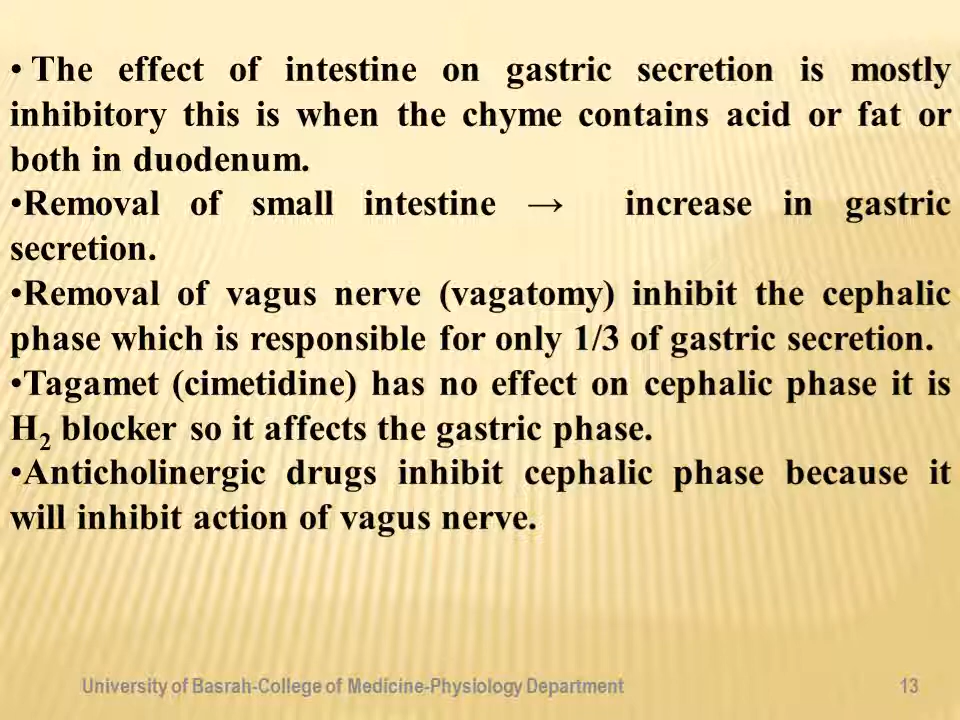 • The effect of intestine on gastric secretion is mostly
inhibitory this is when the chyme contains acid or fat or
both in duodenum.
•Removal of small intestine → increase in gastric
secretion.
•Removal of vagus nerve (vagatomy) inhibit the cephalic
phase which is responsible for only 1/3 of gastric secretion.
•Tagamet (cimetidine) has no effect on cephalic phase it is
H2 blocker so it affects the gastric phase.
•Anticholinergic drugs inhibit cephalic phase because it
will inhibit action of vagus nerve.
University of Basrah-College of Medicine-Physiology Department 13